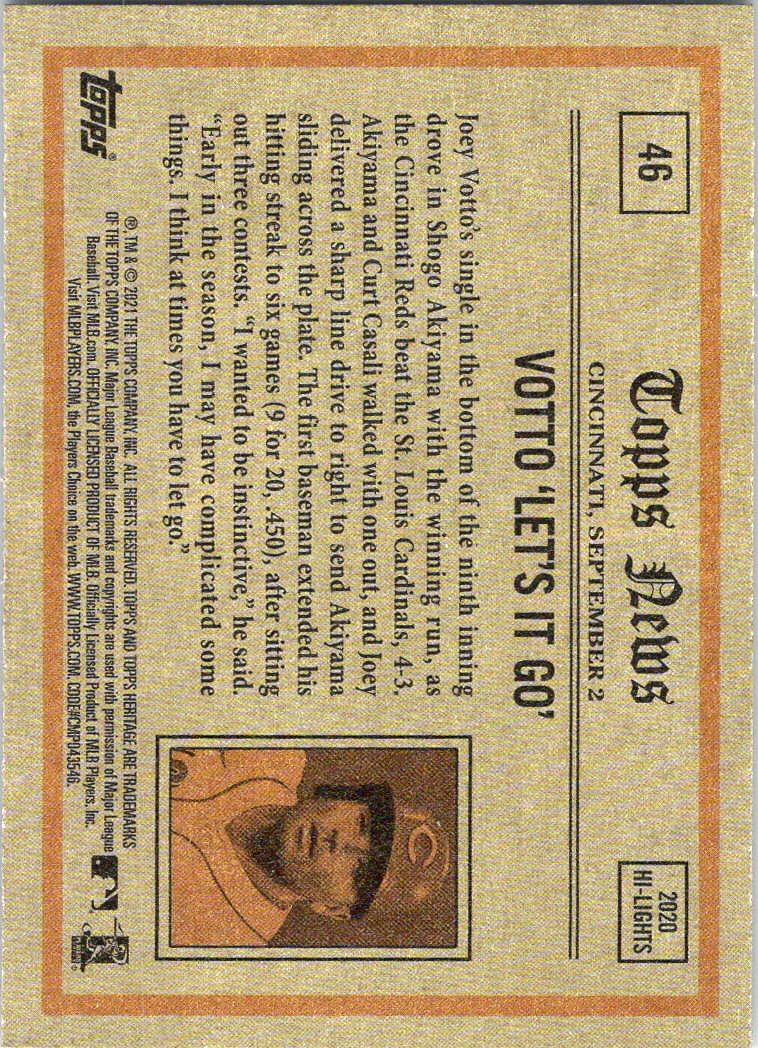 46
Topps News
2020
HI-LIGHTS
CINCINNATI, SEPTEMBER 2
VOTTO 'LET'S IT GO'
Joey Votto's single in the bottom of the ninth inning
drove in Shogo Akiyama with the winning run, as
the Cincinnati Reds beat the St. Louis Cardinals, 4-3.
Akiyama and Curt Casali walked with one out, and Joey
delivered a sharp line drive to right to send Akiyama
sliding across the plate. The first baseman extended his
hitting streak to six games (9 for 20, .450), after sitting
out three contests. "I wanted to be instinctive," he said.
"Early in the season, I may have complicated some
things. I think at times you have to let go."
C
topps®
® TM & © 2021 THE TOPPS COMPANY, INC. ALL RIGHTS RESERVED. TOPPS AND TOPPS HERITAGE ARE TRADEMARKS
OF THE TOPPS COMPANY, INC. Major League Baseball trademarks and copyrights are used with permission of Major League
Baseball. Visit MLB.com. OFFICIALLY LICENSED PRODUCT OF MLB. Officially Licensed Product of MLB Players, Inc.
Visit MLBPLAYERS.COM, the Players Choice on the web. WWW.TOPPS.COM. CODE#CMP043546.